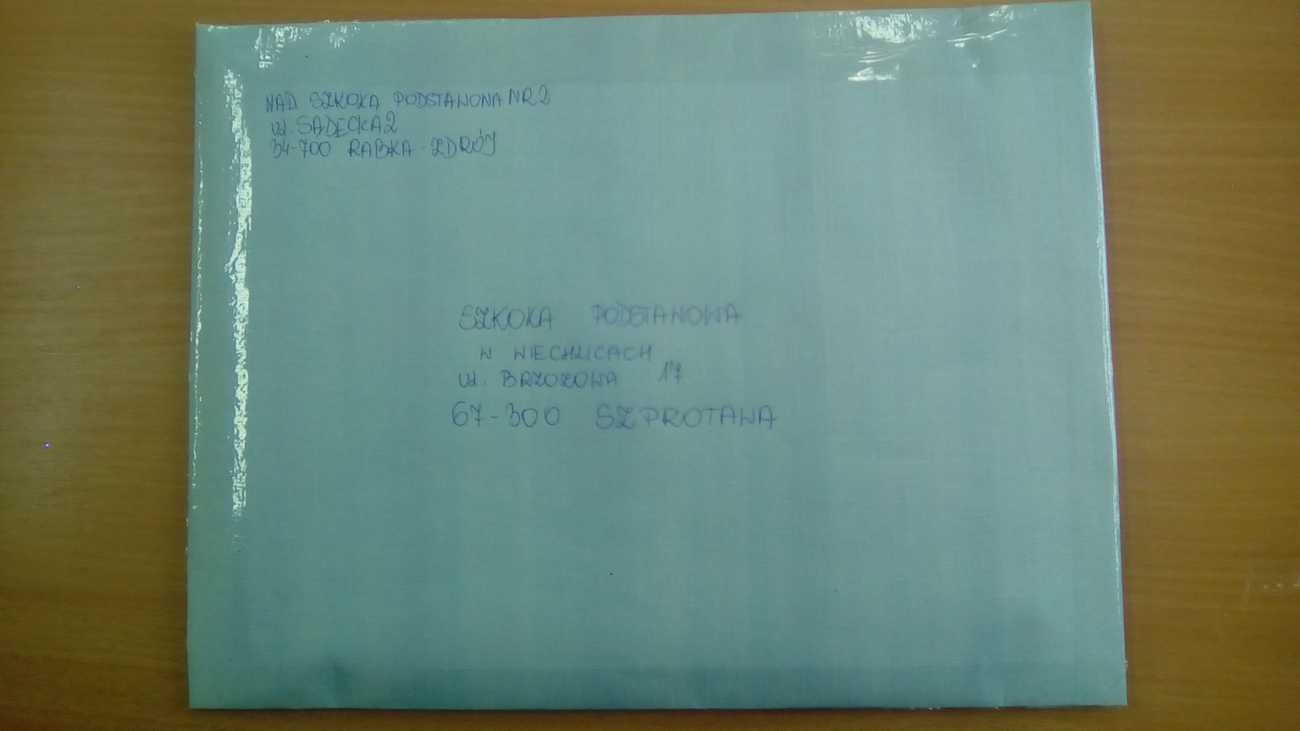 NAD SZKOŁA PODSTAWOWA NR 2
ul. SĄDECKA 2
34-700 RABKA-ZDRÓJ
SZKOŁA PODSTAWOWA
W WIECHLICACH
ul. BRZOZOWA 17
67-300 SZPROTAWA